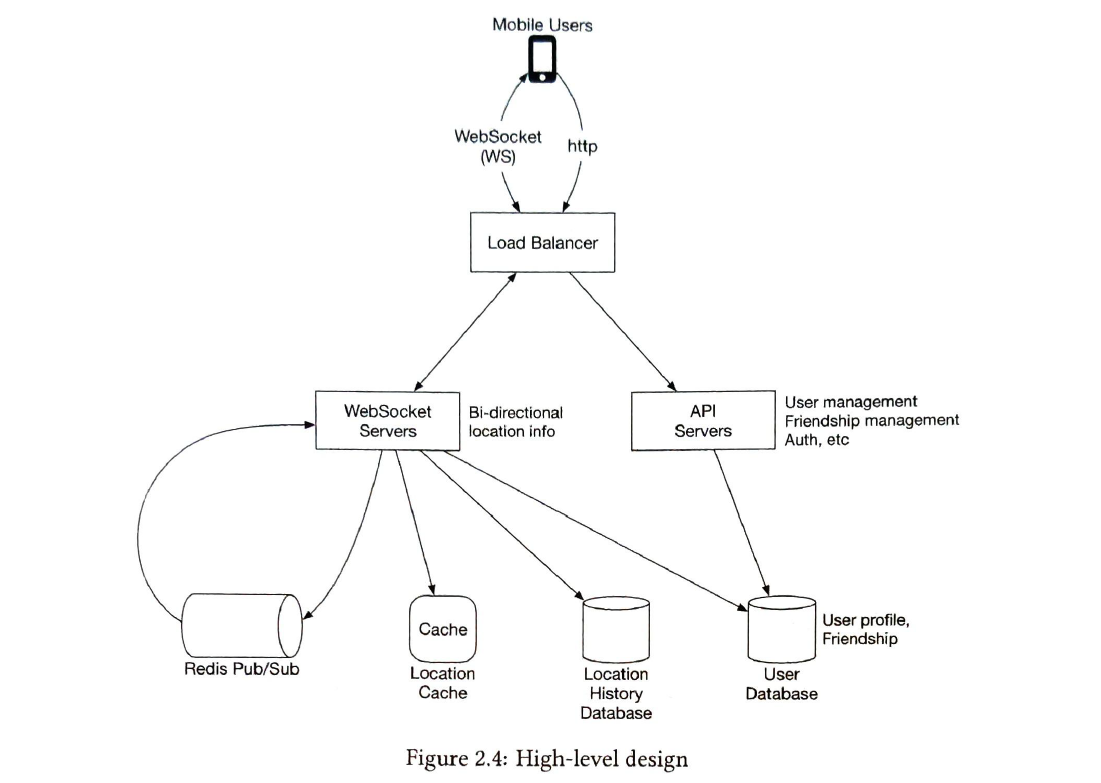 Mobile Users
WebSocket
(WS)
http
Load Balancer
WebSocket
Servers
Bi-directional
location info
API
Servers
User management
Friendship management
Auth, etc
Redis Pub/Sub
Cache
Location
Cache
Location
History
Database
User profile,
Friendship
User
Database
Figure 2.4: High-level design